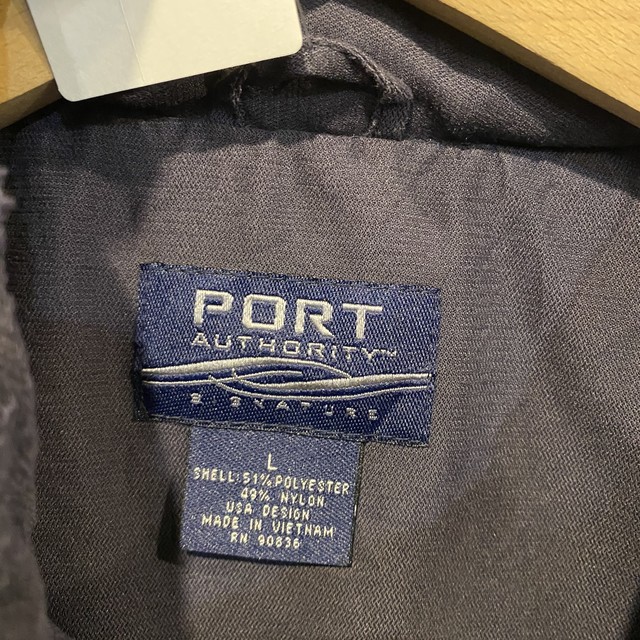 PORT
AUTHORITY™
SIGNATURE
L
SHELL: 51% POLYESTER
49% NYLON
USA DESIGN
MADE IN VIETNAM
RN 90836